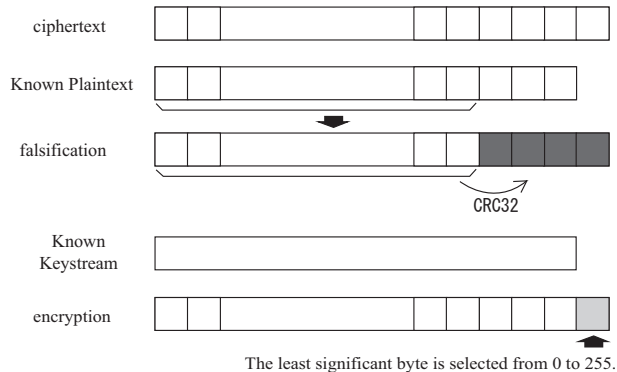 ciphertext
Known Plaintext
falsification
CRC32
Known
Keystream
encryption
The least significant byte is selected from 0 to 255.